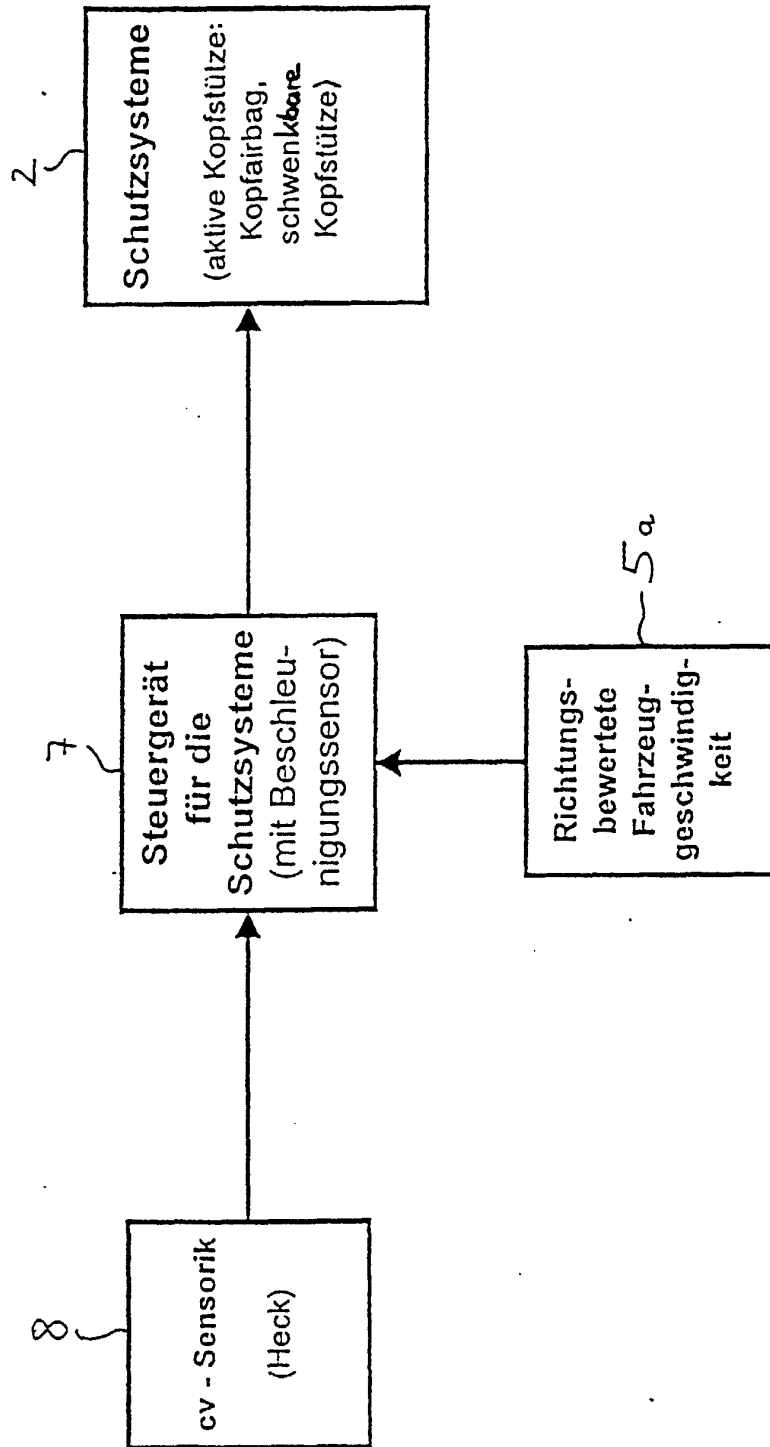 8
cv - Sensorik
(Heck)
7
Steuergerät
für die
Schutzsysteme
(mit Beschleu-
nigungssensor)
5a
Richtungs-
bewertete
Fahrzeug-
geschwindig-
keit
2
Schutzsysteme
(aktive Kopfstütze:
Kopfairbag,
schwenkbare
Kopfstütze)